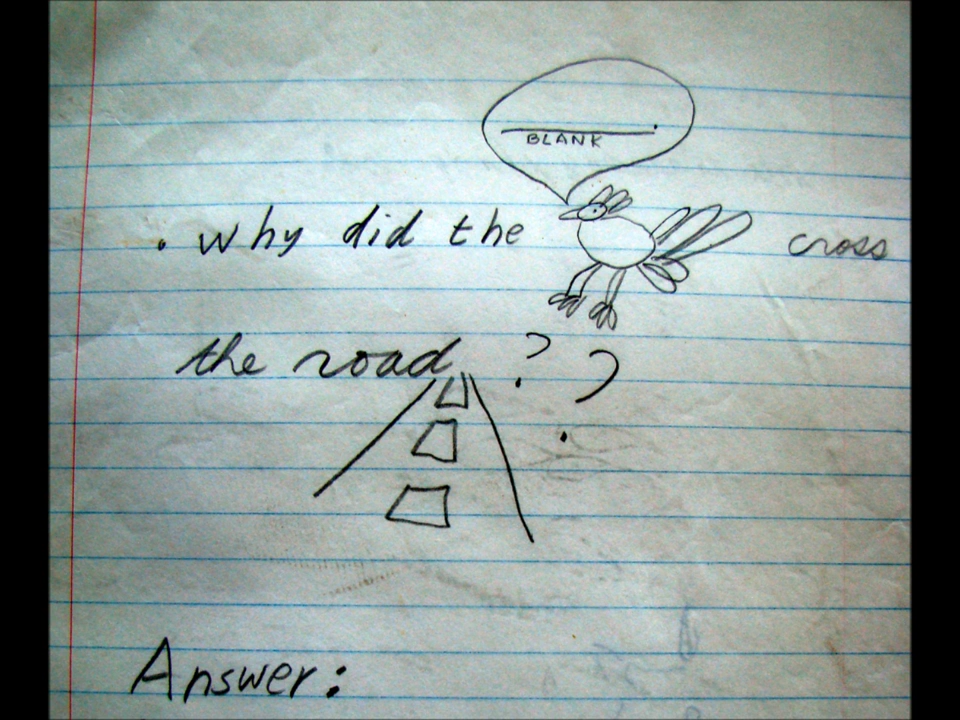 BLANK
. Why did the cross
the road ? ?
Answer: